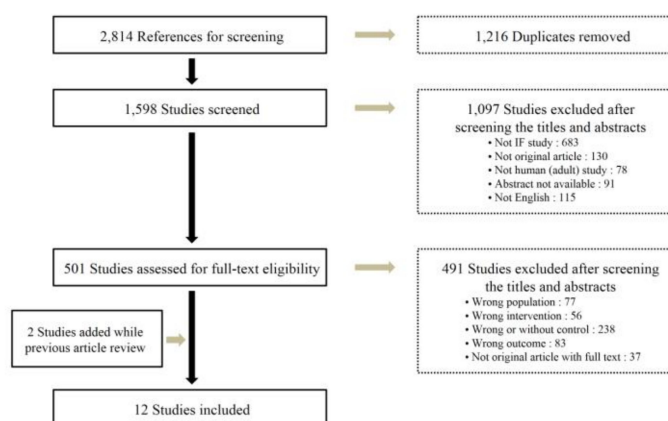 2,814 References for screening
1,216 Duplicates removed
1,598 Studies screened
1,097 Studies excluded after
screening the titles and abstracts
• Not IF study : 683
• Not original article : 130
• Not human (adult) study : 78
• Abstract not available : 91
• Not English : 115
501 Studies assessed for full-text eligibility
491 Studies excluded after screening
the titles and abstracts
• Wrong population : 77
• Wrong intervention : 56
• Wrong or without control : 238
• Wrong outcome : 83
• Not original article with full text : 37
2 Studies added while
previous article review
12 Studies included